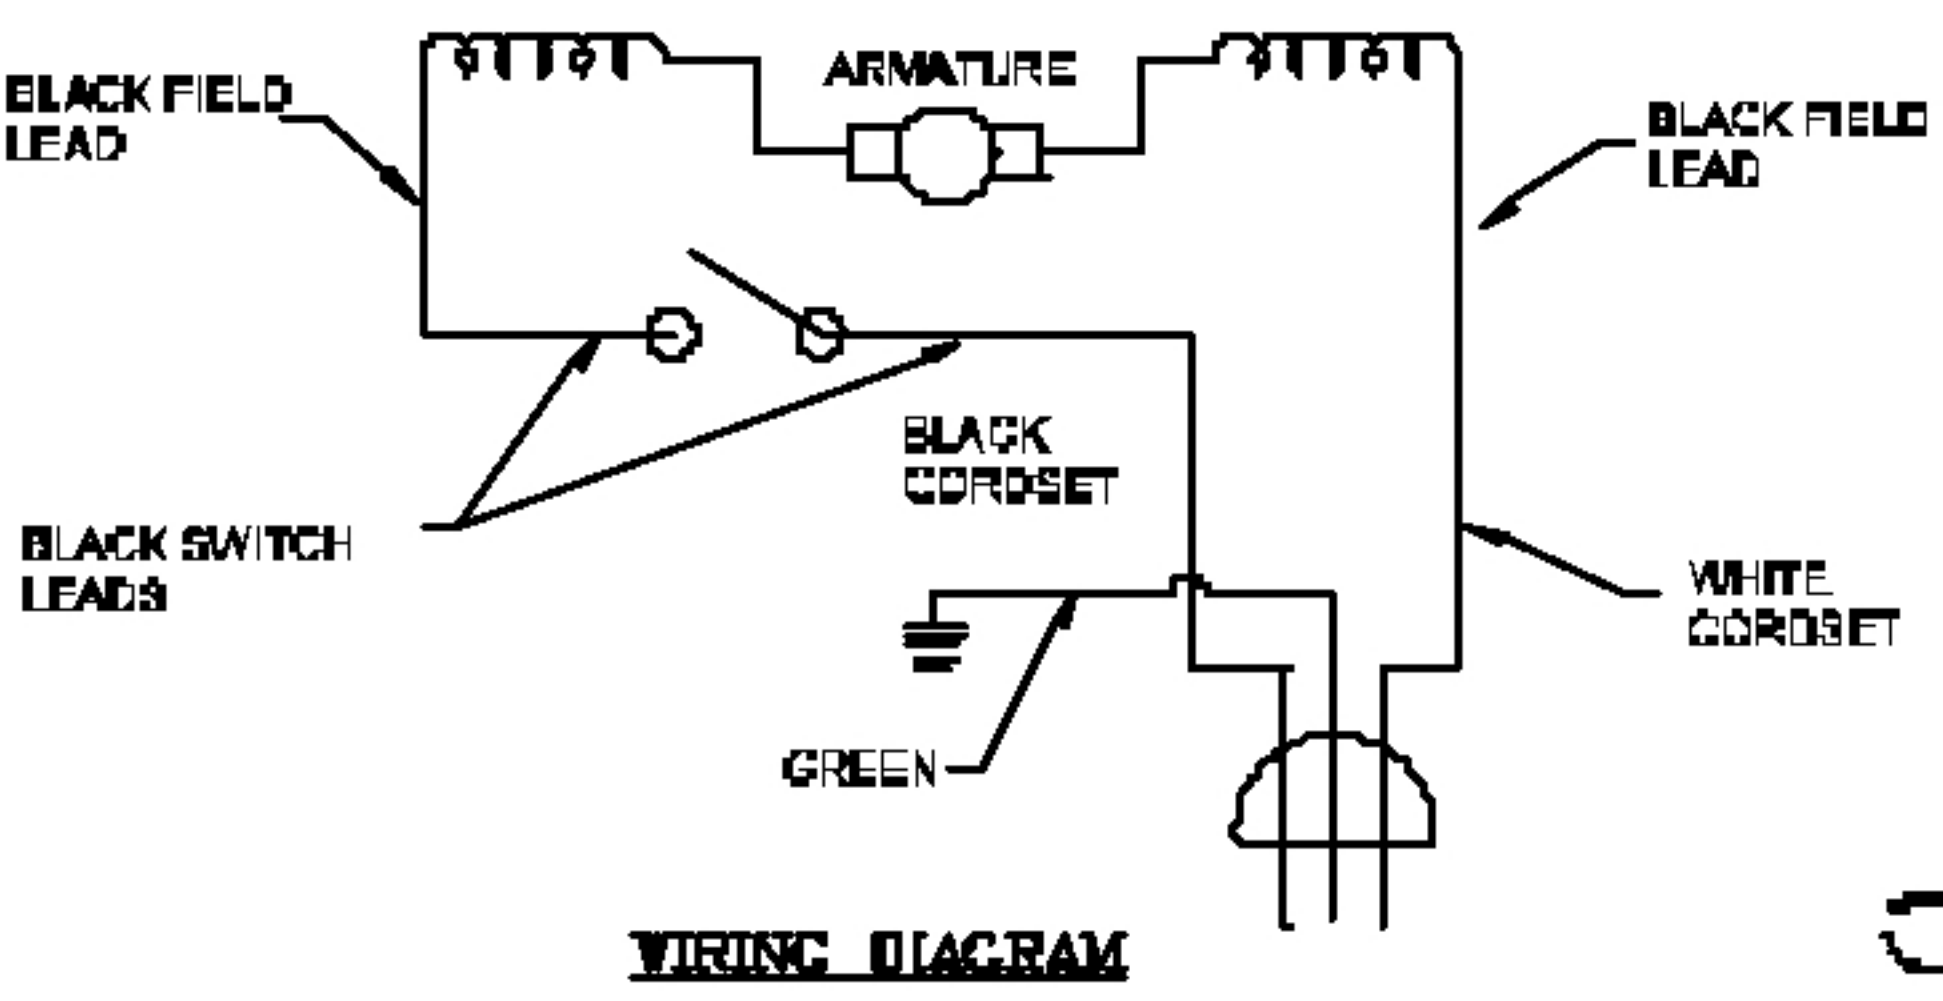 ARMATURE
BLACK FIELD
LEAD
BLACK FIELD
LEAD
BLACK
CORDSET
BLACK SWITCH
LEADS
WHITE
CORDSET
GREEN
WIRING DIAGRAM